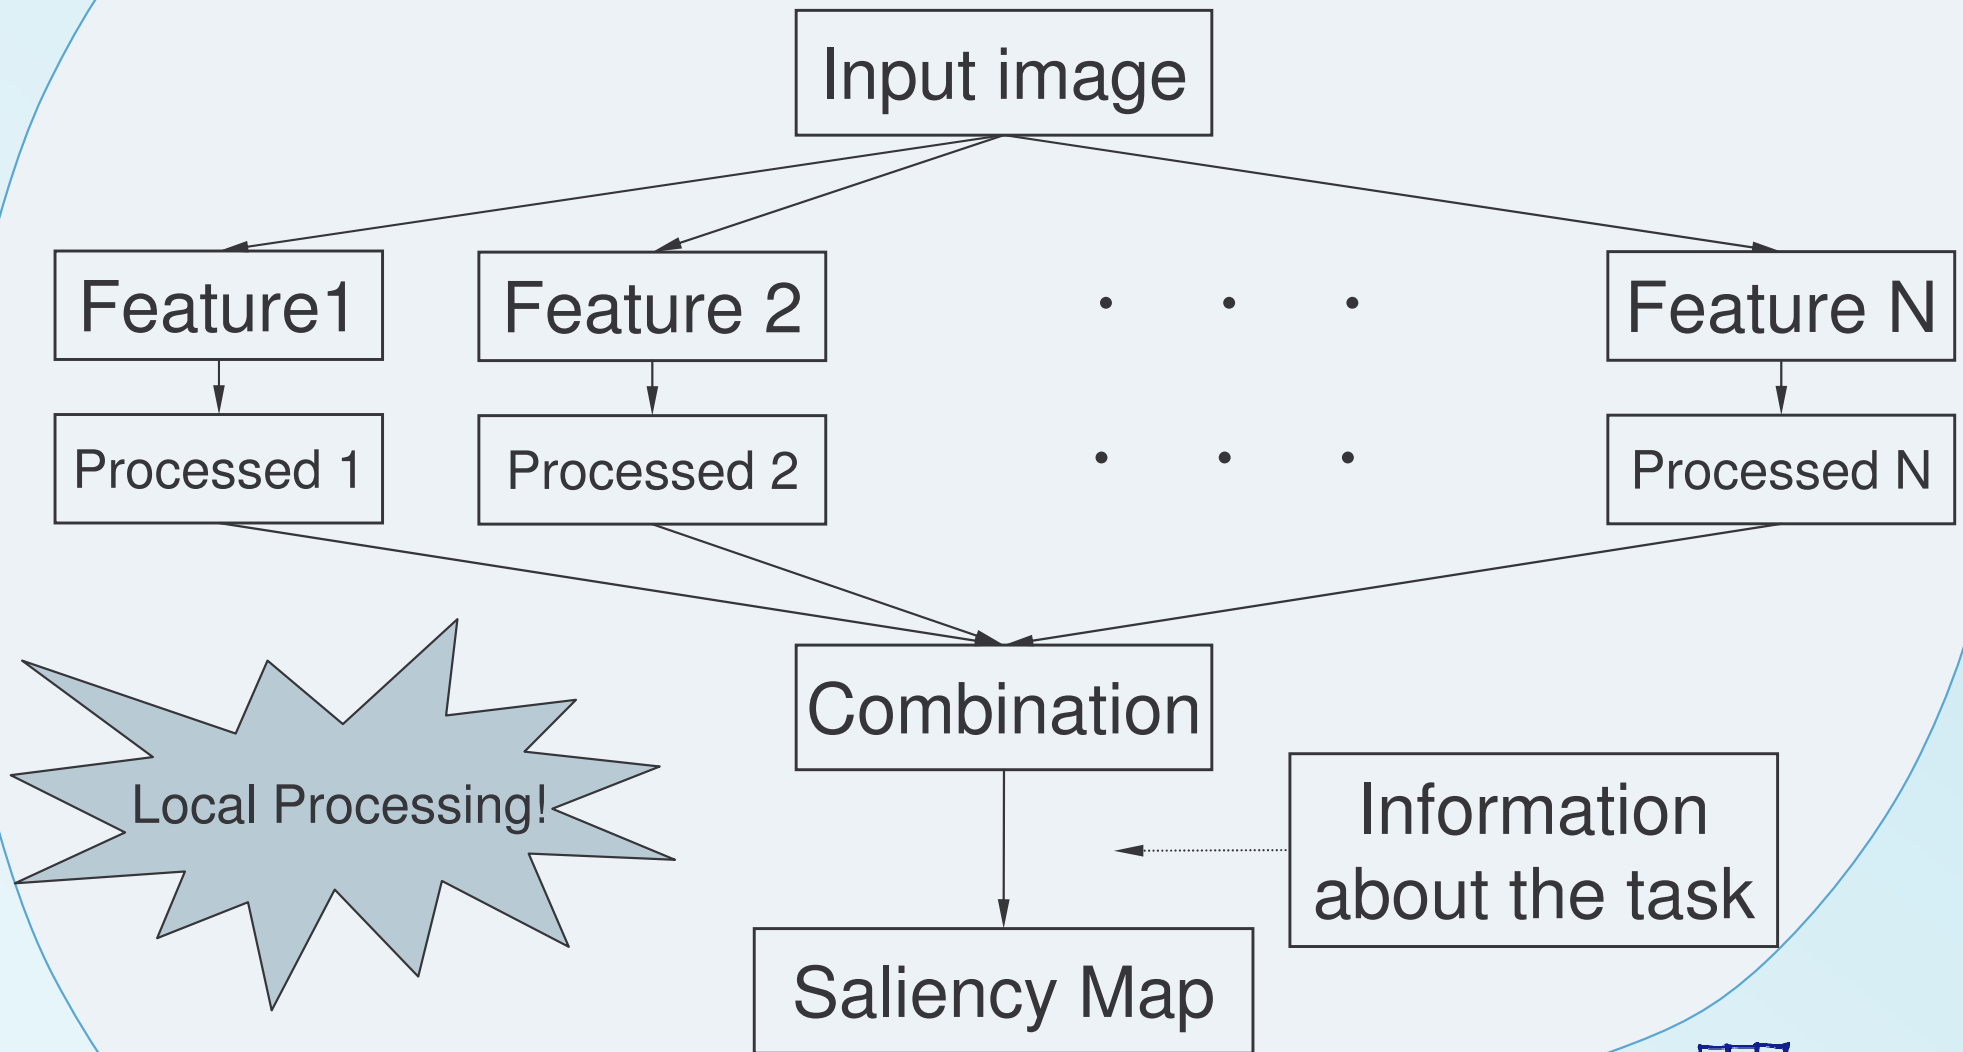 Input image
Feature1
Feature 2
. . .
Feature N
Processed 1
Processed 2
. . .
Processed N
Combination
Local Processing!
Information
about the task
Saliency Map